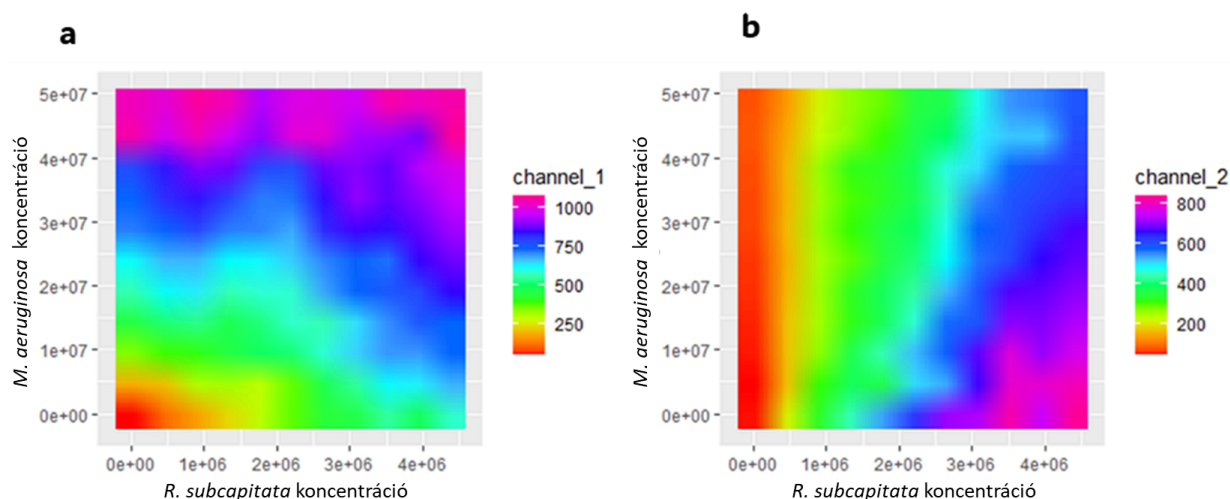 a
5e+07
4e+07
3e+07
2e+07
1e+07
0e+00
M. aeruginosa koncentráció
0e+00 1e+06 2e+06 3e+06 4e+06
R. subcapitata koncentráció
channel_1
1000
750
500
250
b
5e+07
4e+07
3e+07
2e+07
1e+07
0e+00
M. aeruginosa koncentráció
0e+00 1e+06 2e+06 3e+06 4e+06
R. subcapitata koncentráció
channel_2
800
600
400
200